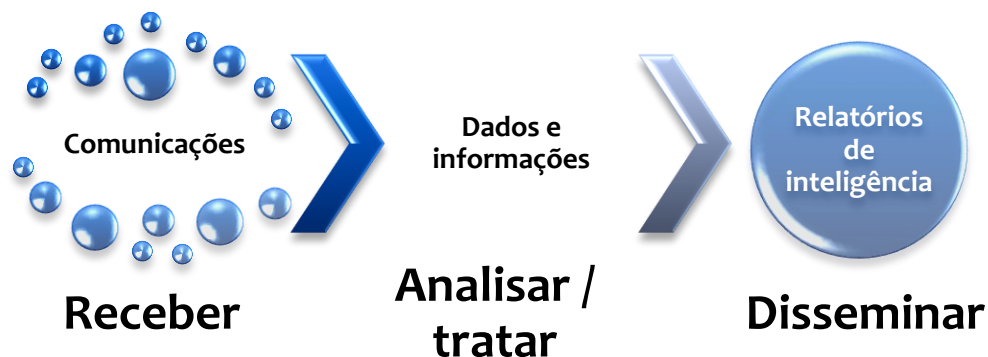 Comunicações
Dados e
informações
Relatórios
de
inteligência
Receber
Analisar /
tratar
Disseminar